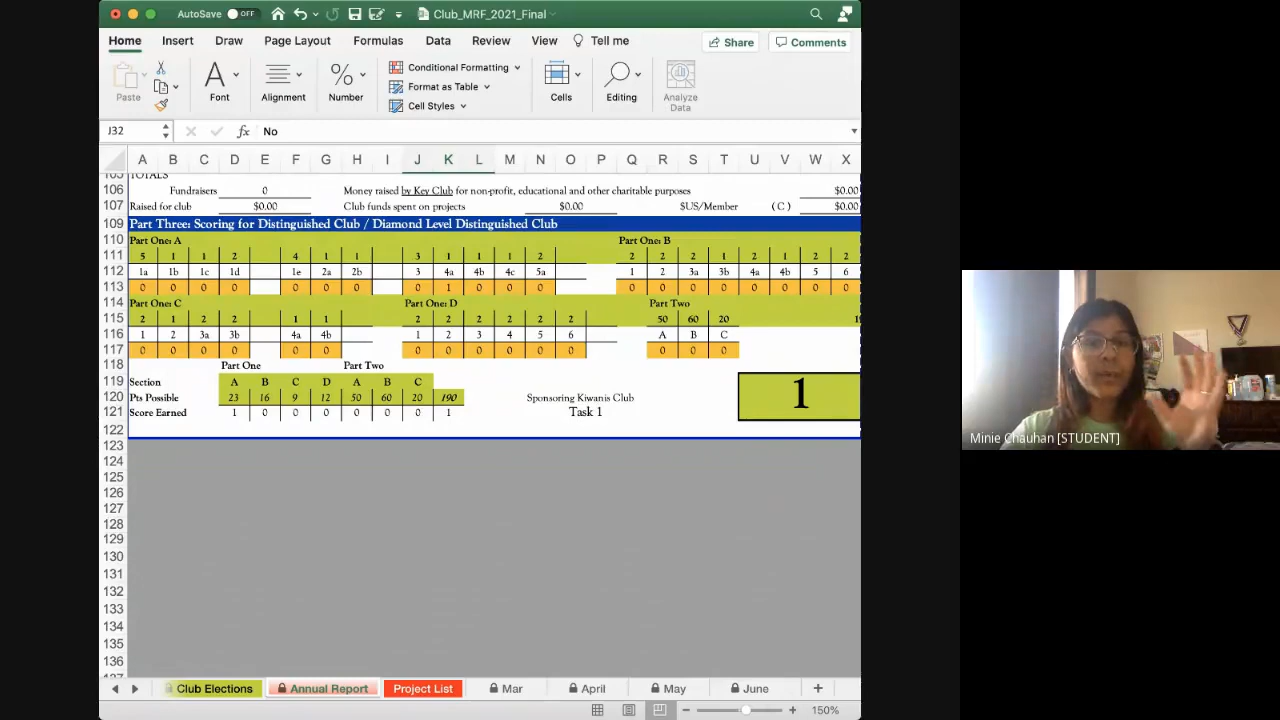 AutoSave OFF Club_MRF_2021_Final
Home Insert Draw Page Layout Formulas Data Review View Tell me Share Comments
Paste Font Alignment Number Conditional Formatting Format as Table Cell Styles Cells Editing Analyze Data
J32 fx No
A B C D E F G H I J K L M N O P Q R S T U V W X
105 TOTALS
106 Fundraisers 0 Money raised by Key Club for non-profit, educational and other charitable purposes $0.00
107 Raised for club $0.00 Club funds spent on projects $0.00 $US/Member ( C ) $0.00
109 Part Three: Scoring for Distinguished Club / Diamond Level Distinguished Club
110 Part One: A Part One: B
111 5 1 1 2 4 1 1 3 1 1 1 2 2 2 2 1 2 1 2 2
112 1a 1b 1c 1d 1e 2a 2b 3 4a 4b 4c 5a 1 2 3a 3b 4a 4b 5 6
113 0 0 0 0 0 0 0 0 1 0 0 0 0 0 0 0 0 0 0 0
114 Part One: C Part One: D Part Two
115 2 1 2 2 1 1 2 2 2 2 2 2 50 60 20
116 1 2 3a 3b 4a 4b 1 2 3 4 5 6 A B C
117 0 0 0 0 0 0 0 0 0 0 0 0 0 0 0
118 Part One Part Two
119 Section A B C D A B C
120 Pts Possible 23 16 9 12 50 60 20 190 Sponsoring Kiwanis Club 1
121 Score Earned 1 0 0 0 0 0 0 1 Task 1
122
123
124
125
126
127
128
129
130
131
132
133
134
135
136
Club Elections Annual Report Project List Mar April May June +
150%
Minie Chauhan [STUDENT]